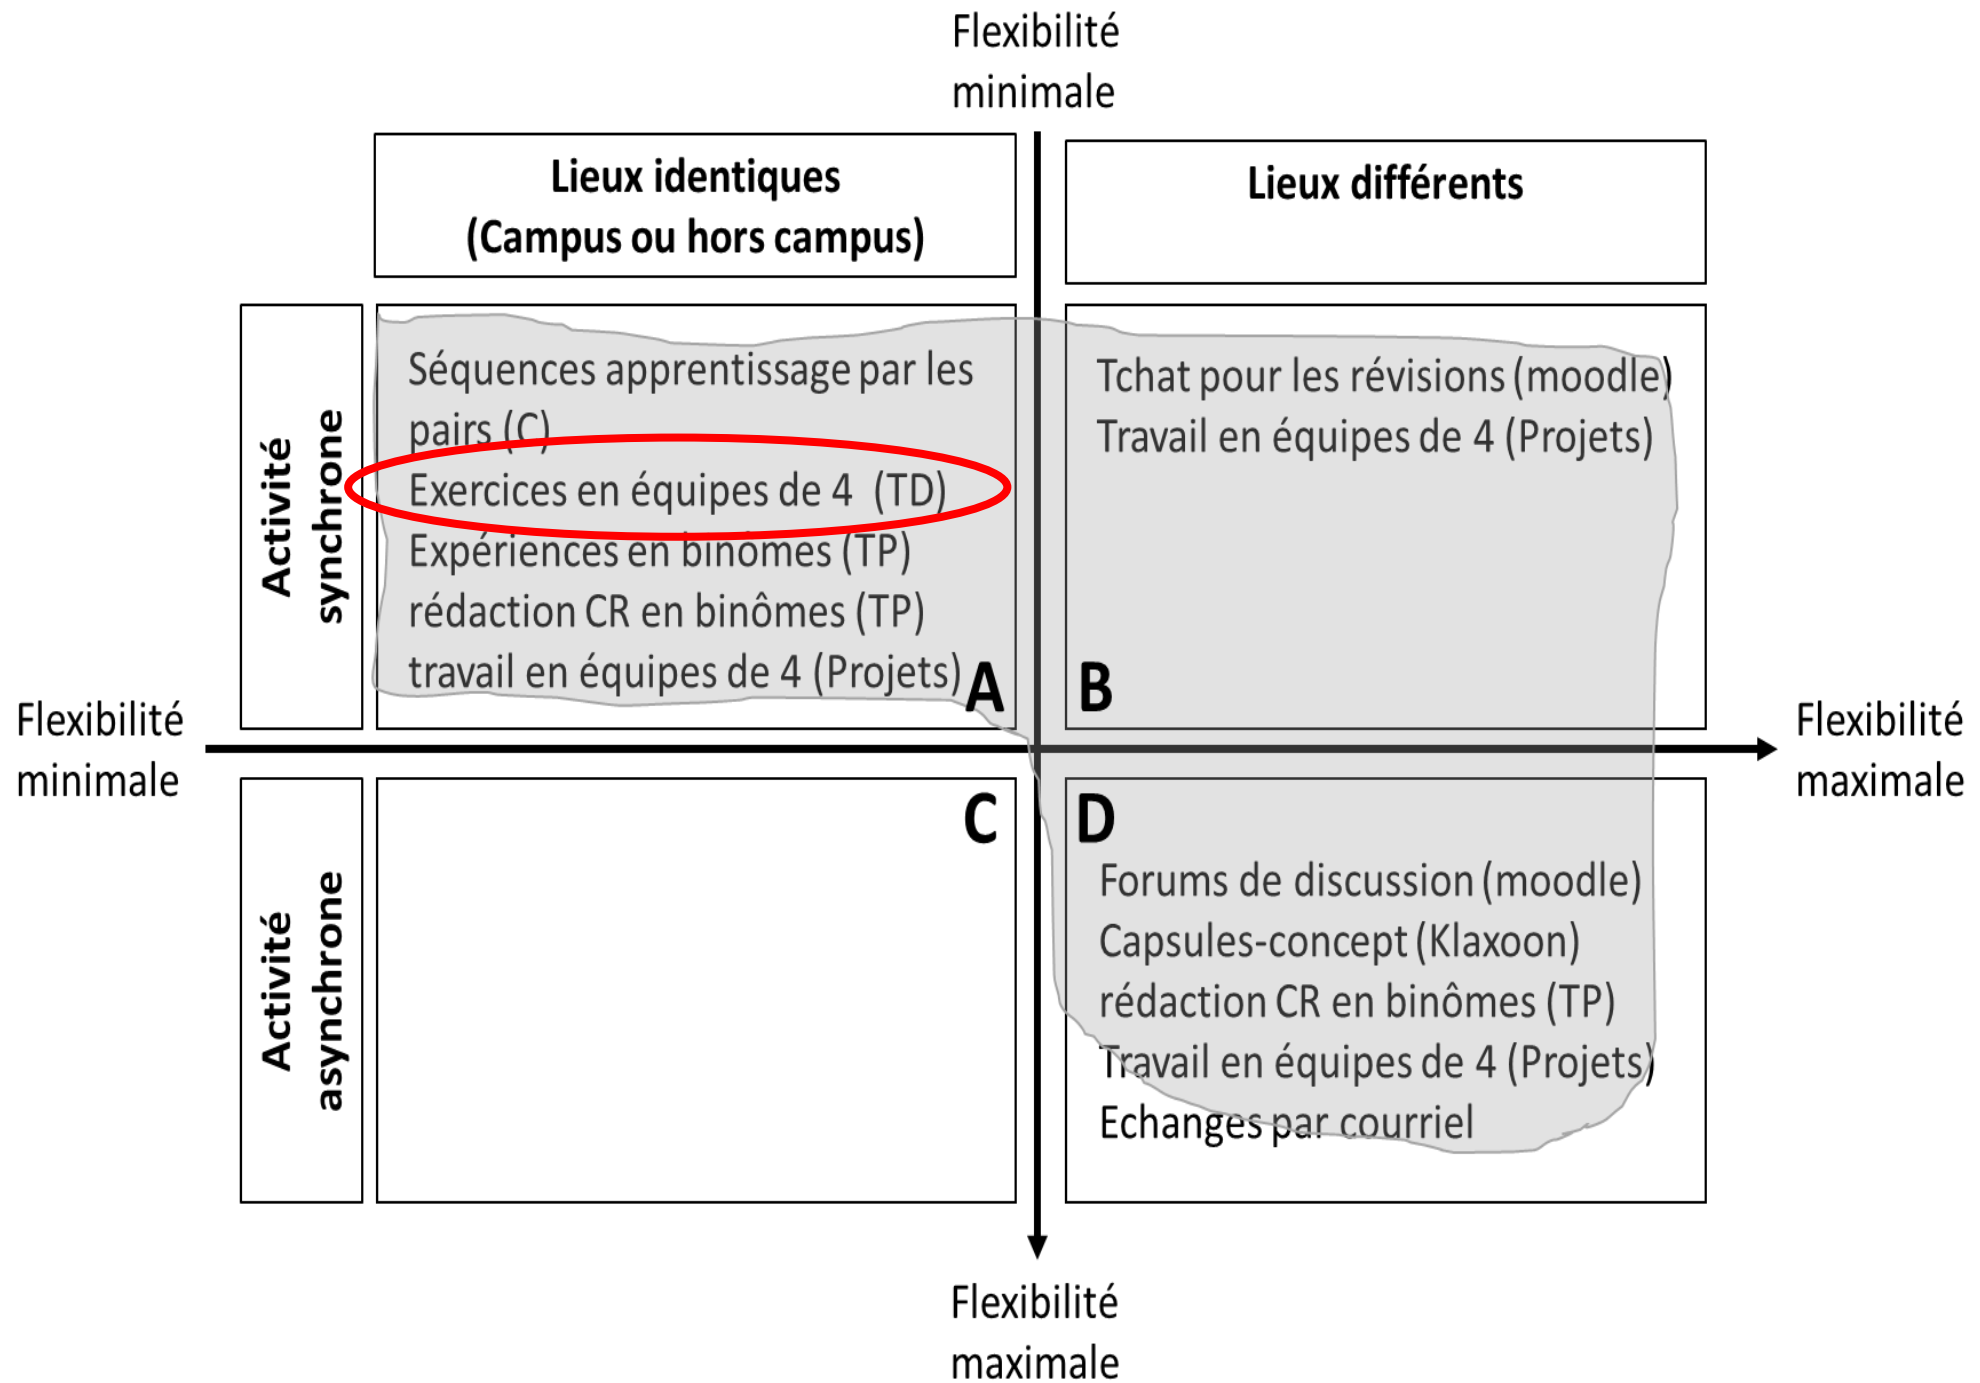 Flexibilité
minimale
Lieux identiques
(Campus ou hors campus)
Lieux différents
Activité
synchrone
Séquences apprentissage par les
pairs (C)
Exercices en équipes de 4 (TD)
Expériences en binômes (TP)
rédaction CR en binômes (TP)
travail en équipes de 4 (Projets)
A
Tchat pour les révisions (moodle)
Travail en équipes de 4 (Projets)
B
Flexibilité
minimale
Flexibilité
maximale
Activité
asynchrone
C
D
Forums de discussion (moodle)
Capsules-concept (Klaxoon)
rédaction CR en binômes (TP)
Travail en équipes de 4 (Projets)
Echanges par courriel
Flexibilité
maximale